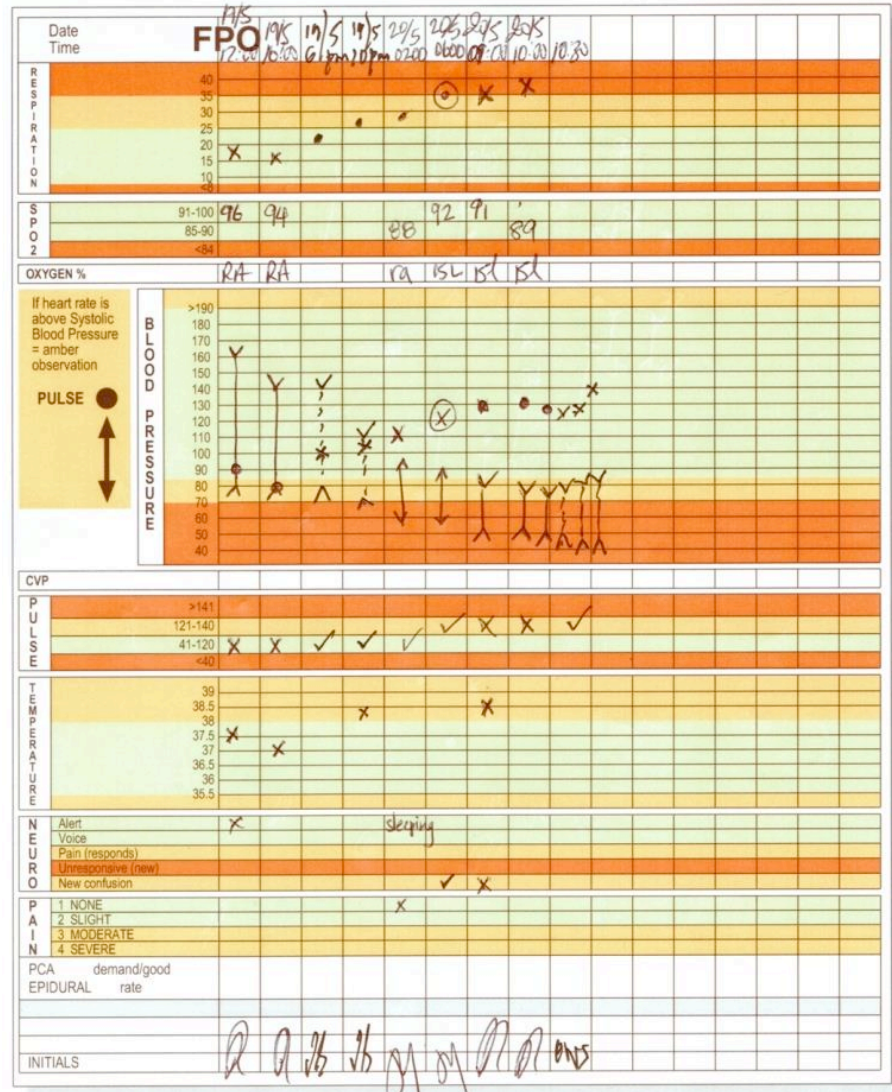 19/5
Date FPO 19/5 19/5 19/5 20/5 20/5 20/5 20/5
Time 12:00 16:00 6pm 10pm 0200 0600 09:00 10:00 10.30
RESPIRATION
40
35
30
25
20
15
10
<8
SPO2
91-100 96 94 92 91
85-90 88 89
<84
OXYGEN % RA RA ra 15L 15l 15l
If heart rate is
above Systolic
Blood Pressure
= amber
observation
PULSE
BLOOD PRESSURE
>190
180
170
160
150
140
130
120
110
100
90
80
70
60
50
40
CVP
PULSE
>141
121-140
41-120
<40
TEMPERATURE
39
38.5
38
37.5
37
36.5
36
35.5
NEURO
Alert sleeping
Voice
Pain (responds)
Unresponsive (new)
New confusion
PAIN
1 NONE
2 SLIGHT
3 MODERATE
4 SEVERE
PCA demand/good
EPIDURAL rate
INITIALS